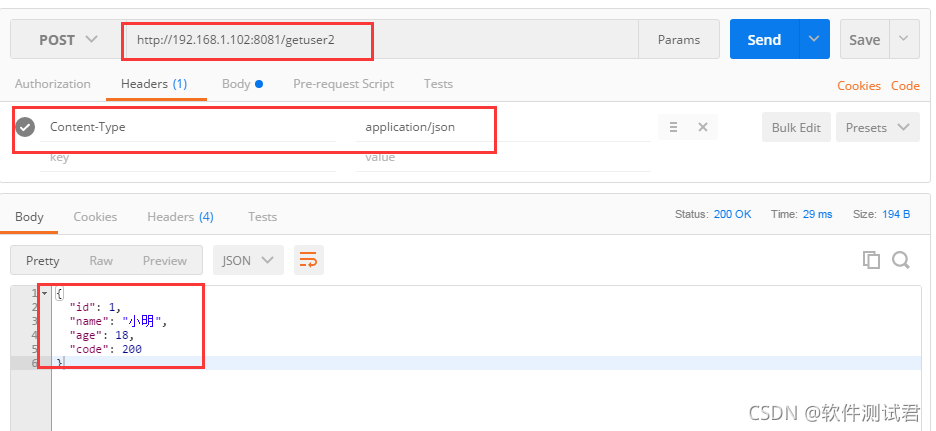 POST http://192.168.1.102:8081/getuser2 Params Send Save
Authorization Headers (1) Body Pre-request Script Tests Cookies Code
Content-Type application/json Bulk Edit Presets
key value
Body Cookies Headers (4) Tests Status: 200 OK Time: 29 ms Size: 194 B
Pretty Raw Preview JSON
1 {
2 "id": 1,
3 "name": "小明",
4 "age": 18,
5 "code": 200
6 }
CSDN @软件测试君